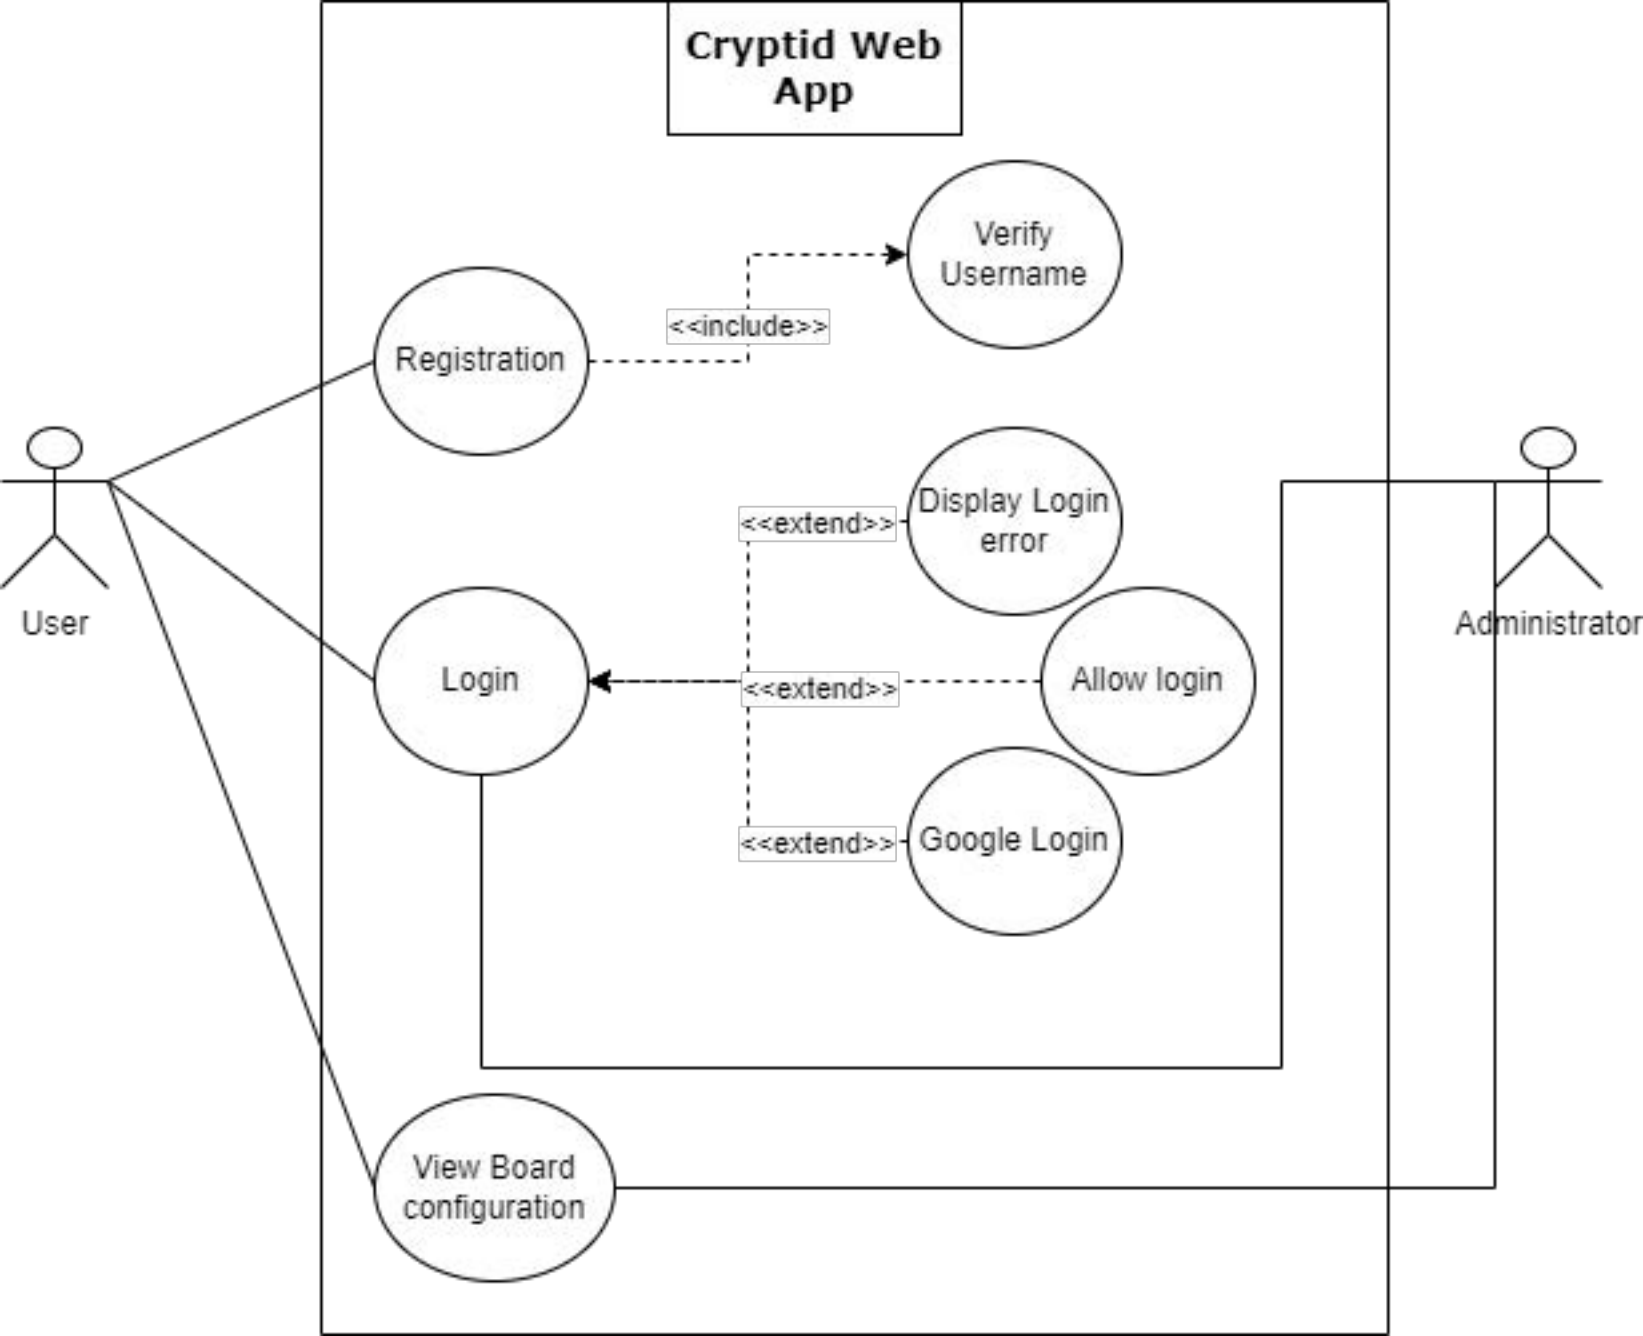 Cryptid Web
App
Verify
Username
<<include>>
Registration
Display Login
error
<<extend>>
User
Administrator
Login
<<extend>>
Allow login
<<extend>>
Google Login
View Board
configuration